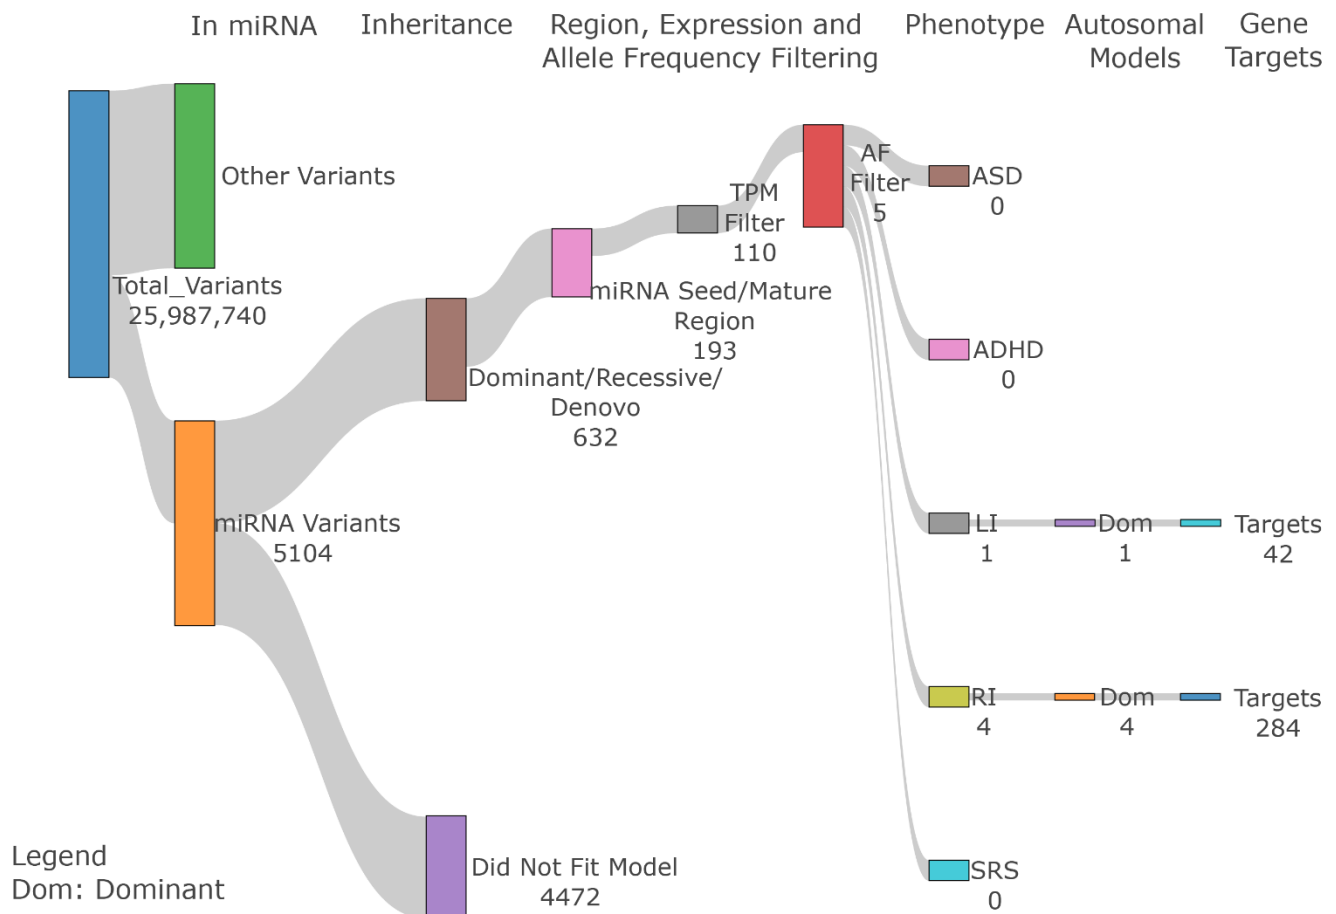 In miRNA
Inheritance
Region, Expression and
Allele Frequency Filtering
Phenotype
Autosomal
Models
Gene
Targets
Other Variants
Total_Variants
25,987,740
miRNA Variants
5104
Dominant/Recessive/
Denovo
632
Did Not Fit Model
4472
miRNA Seed/Mature
Region
193
TPM
Filter
110
AF
Filter
5
ASD
0
ADHD
0
LI
1
Dom
1
Targets
42
RI
4
Dom
4
Targets
284
SRS
0
Legend
Dom: Dominant